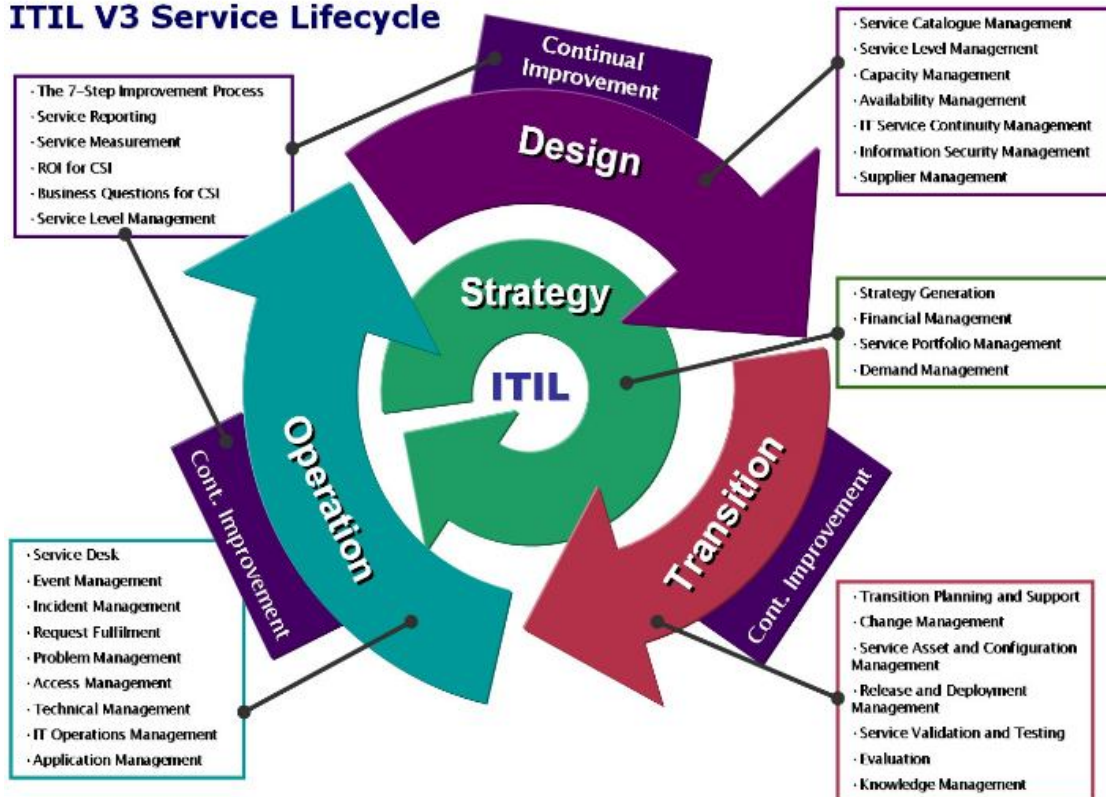 ITIL V3 Service Lifecycle
Continual
Improvement
· The 7-Step Improvement Process
· Service Reporting
· Service Measurement
· ROI for CSI
· Business Questions for CSI
· Service Level Management
· Service Catalogue Management
· Service Level Management
· Capacity Management
· Availability Management
· IT Service Continuity Management
· Information Security Management
· Supplier Management
Design
Strategy
ITIL
· Strategy Generation
· Financial Management
· Service Portfolio Management
· Demand Management
Operation
Transition
Cont. Improvement
Cont. Improvement
· Service Desk
· Event Management
· Incident Management
· Request Fulfilment
· Problem Management
· Access Management
· Technical Management
· IT Operations Management
· Application Management
· Transition Planning and Support
· Change Management
· Service Asset and Configuration
Management
· Release and Deployment
Management
· Service Validation and Testing
· Evaluation
· Knowledge Management